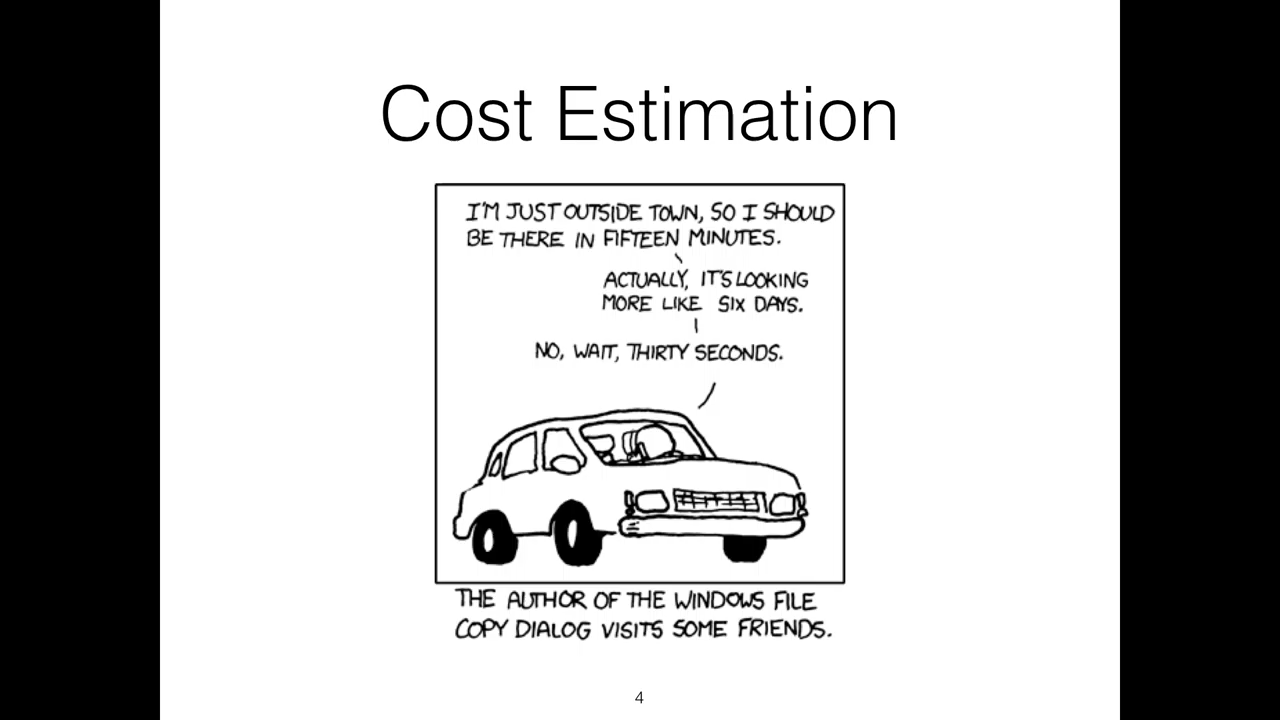 Cost Estimation
I'M JUST OUTSIDE TOWN, SO I SHOULD
BE THERE IN FIFTEEN MINUTES.
ACTUALLY, IT'S LOOKING
MORE LIKE SIX DAYS.
NO, WAIT, THIRTY SECONDS.
THE AUTHOR OF THE WINDOWS FILE
COPY DIALOG VISITS SOME FRIENDS.
4